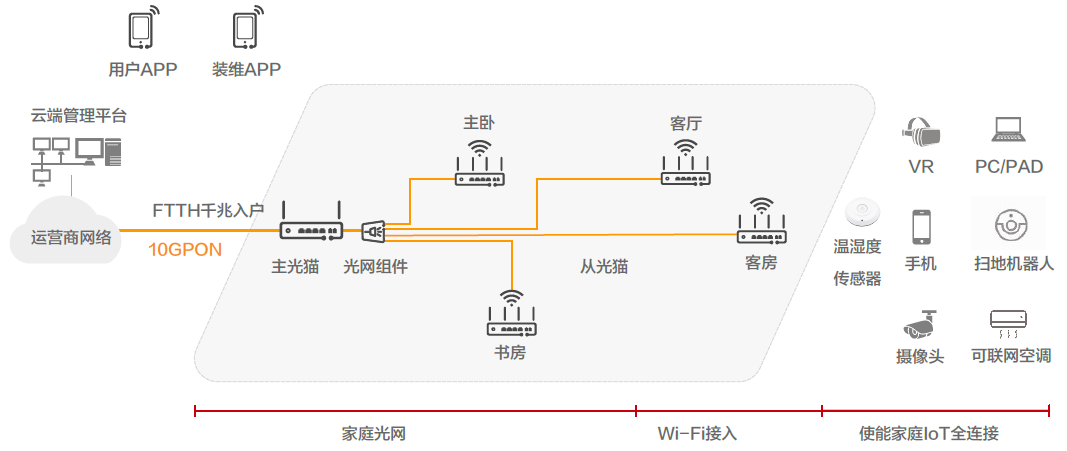 用户APP
装维APP
云端管理平台
运营商网络
FTTH千兆入户
10GPON
主光猫
光网组件
主卧
客厅
客房
书房
从光猫
VR
PC/PAD
温湿度
传感器
手机
扫地机器人
摄像头
可联网空调
家庭光网
Wi-Fi接入
使能家庭IoT全连接